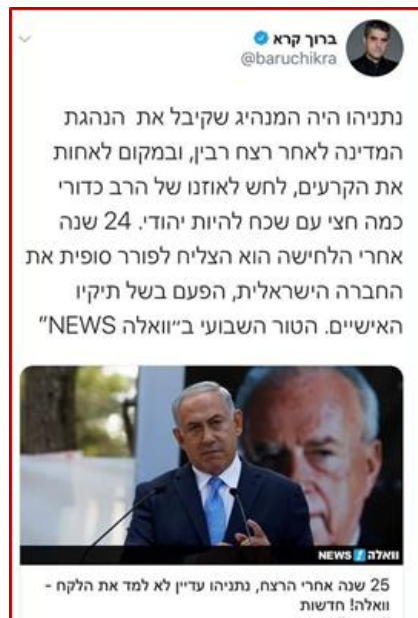 ברוך קרא
@baruchikra
נתניהו היה המנהיג שקיבל את הנהגת
המדינה לאחר רצח רבין, ובמקום לאחות
את הקרעים, לחש לאוזנו של הרב כדורי
כמה חצי עם שכח להיות יהודי. 24 שנה
אחרי הלחישה הוא הצליח לפורר סופית את
החברה הישראלית, הפעם בשל תיקיו
האישיים. הטור השבועי ב״וואלה NEWS״
וואלה! NEWS
25 שנה אחרי הרצח, נתניהו עדיין לא למד את הלקח -
וואלה! חדשות